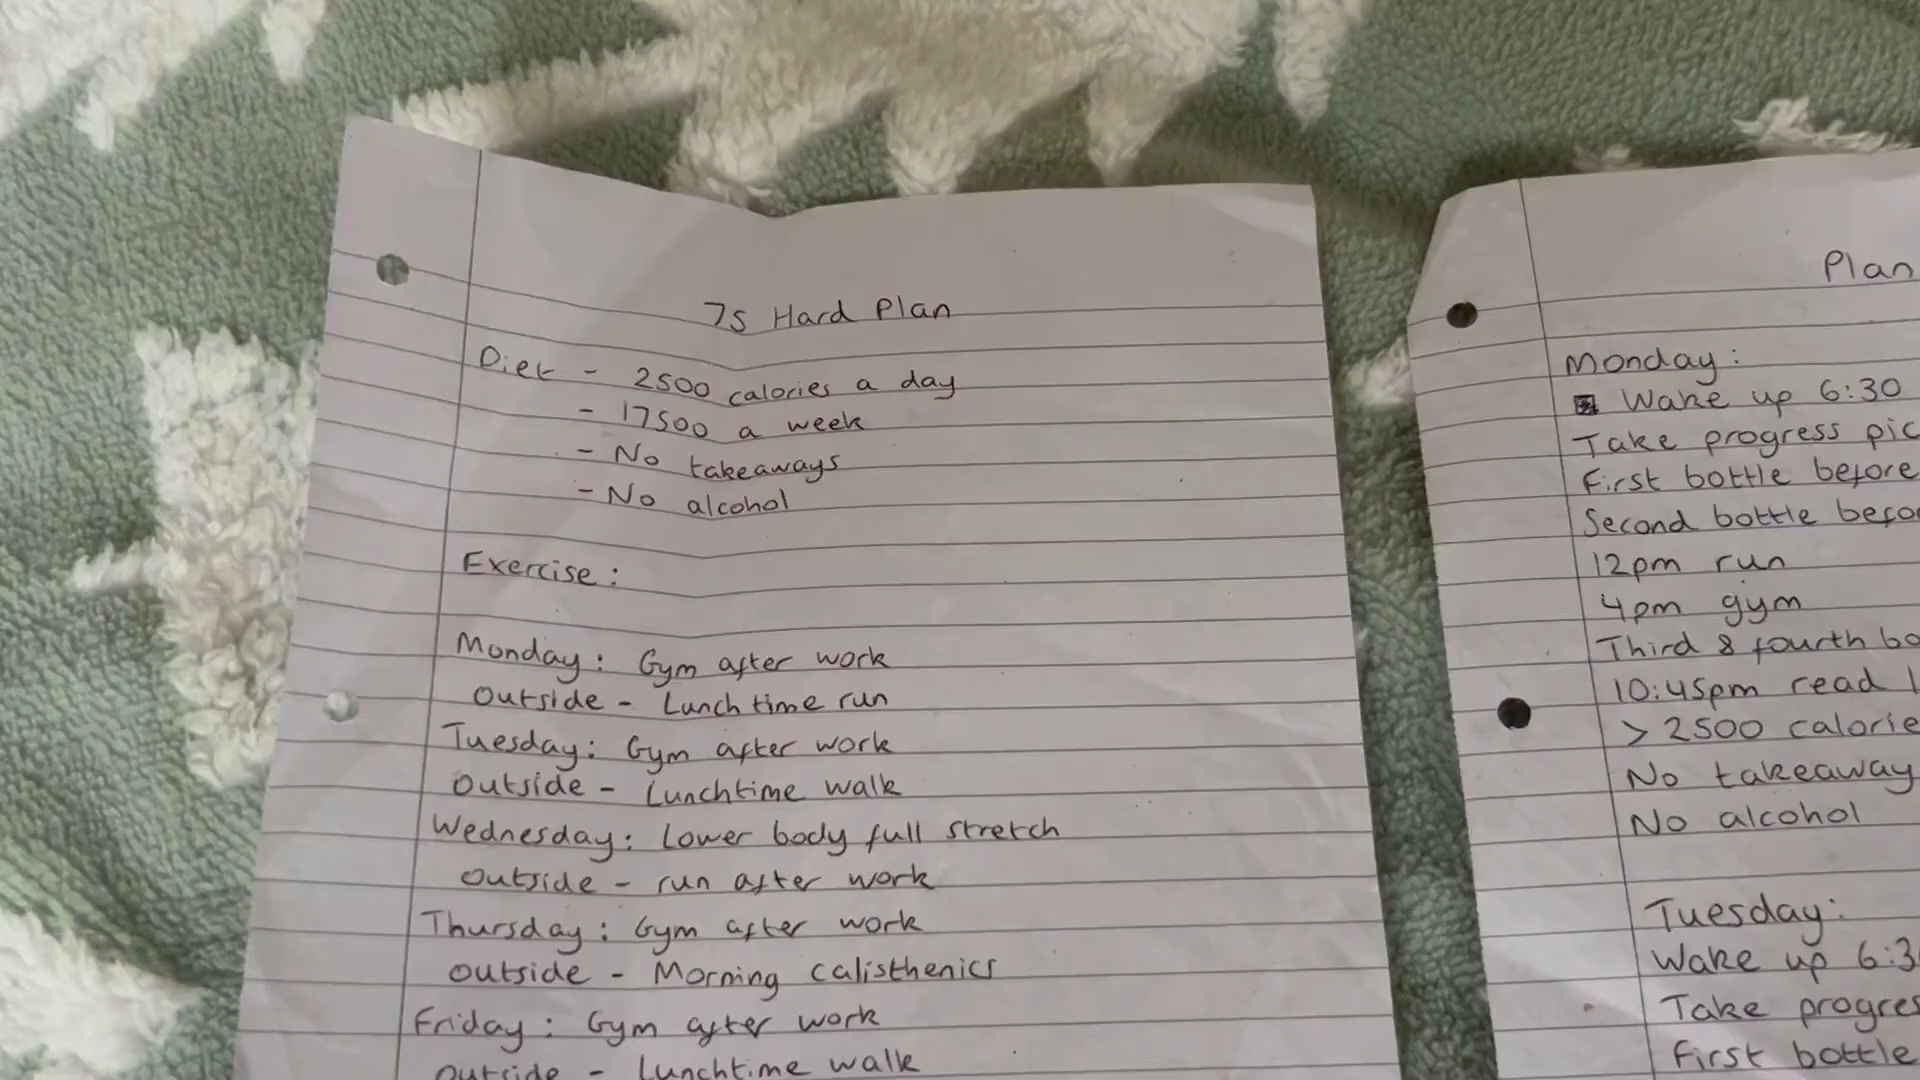 75 Hard Plan
Diet - 2500 calories a day
- 17500 a week
- No takeaways
- No alcohol
Exercise :
Monday : Gym after work
Outside - Lunchtime run
Tuesday : Gym after work
Outside - Lunchtime walk
Wednesday : Lower body full stretch
Outside - run after work
Thursday : Gym after work
Outside - Morning calisthenics
Friday : Gym after work
Outside - Lunchtime walk
Plan
Monday :
Wake up 6:30
Take progress pic
First bottle before
Second bottle befo
12pm run
4pm gym
Third & fourth bo
10:45pm read 1
> 2500 calorie
No takeaway
No alcohol
Tuesday :
Wake up 6:3
Take progres
First bottle